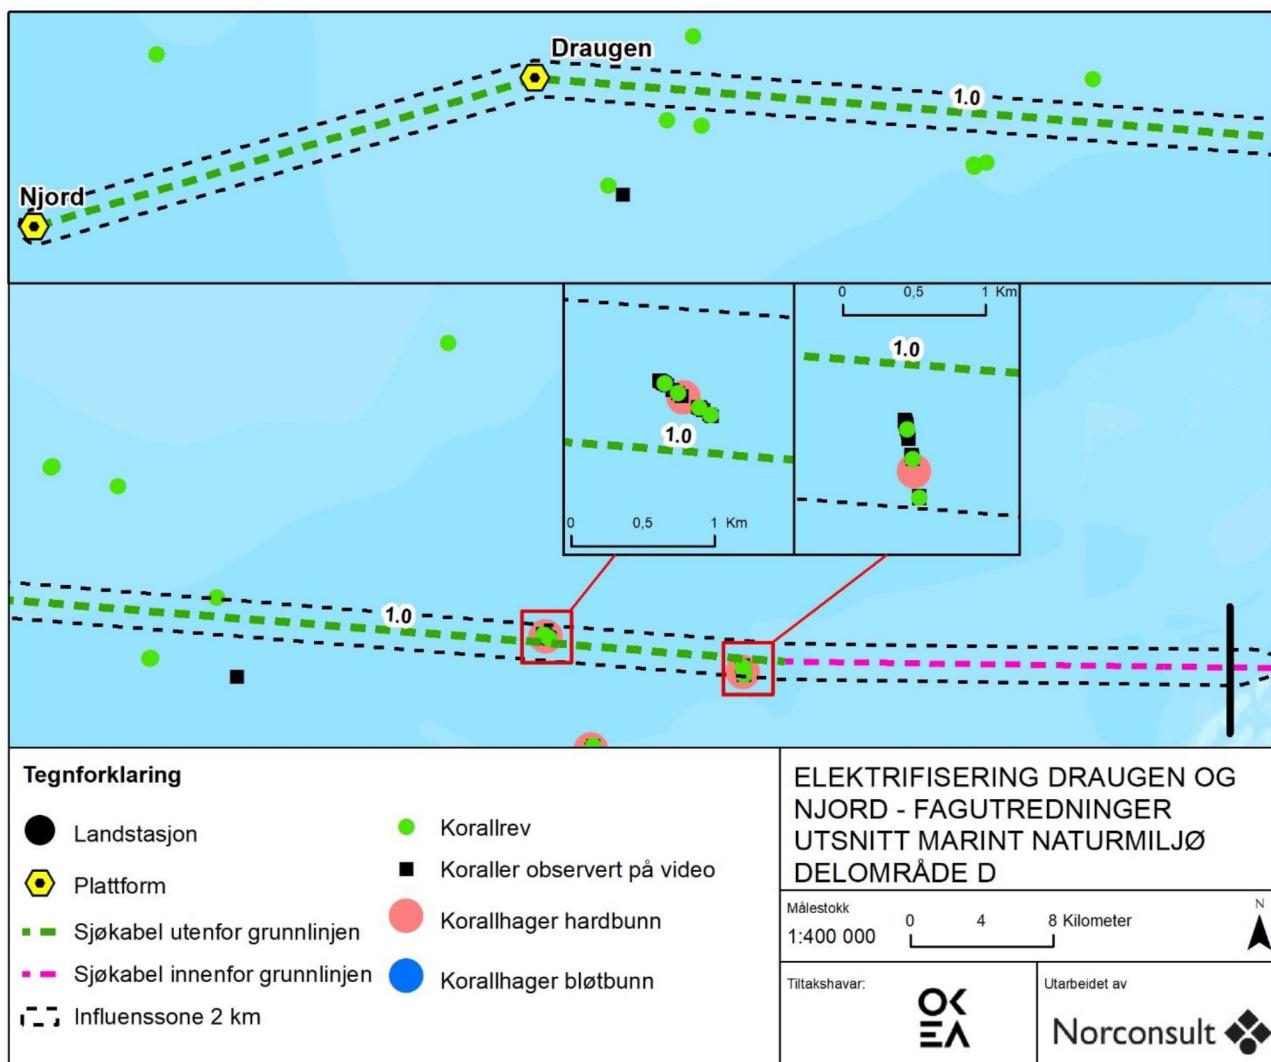 Draugen
1.0
Njord
0 0,5 1 Km
1.0
1.0
0 0,5 1 Km
1.0
Tegnforklaring
Landstasjon
Plattform
Sjøkabel utenfor grunnlinjen
Sjøkabel innenfor grunnlinjen
Influenssone 2 km
Korallrev
Koraller observert på video
Korallhager hardbunn
Korallhager bløtbunn
ELEKTRIFISERING DRAUGEN OG
NJORD - FAGUTREDNINGER
UTSNITT MARINT NATURMILJØ
DELOMRÅDE D
Målestokk
1:400 000
0 4 8 Kilometer
N
Tiltakshavar:
OKEA
Utarbeidet av
Norconsult